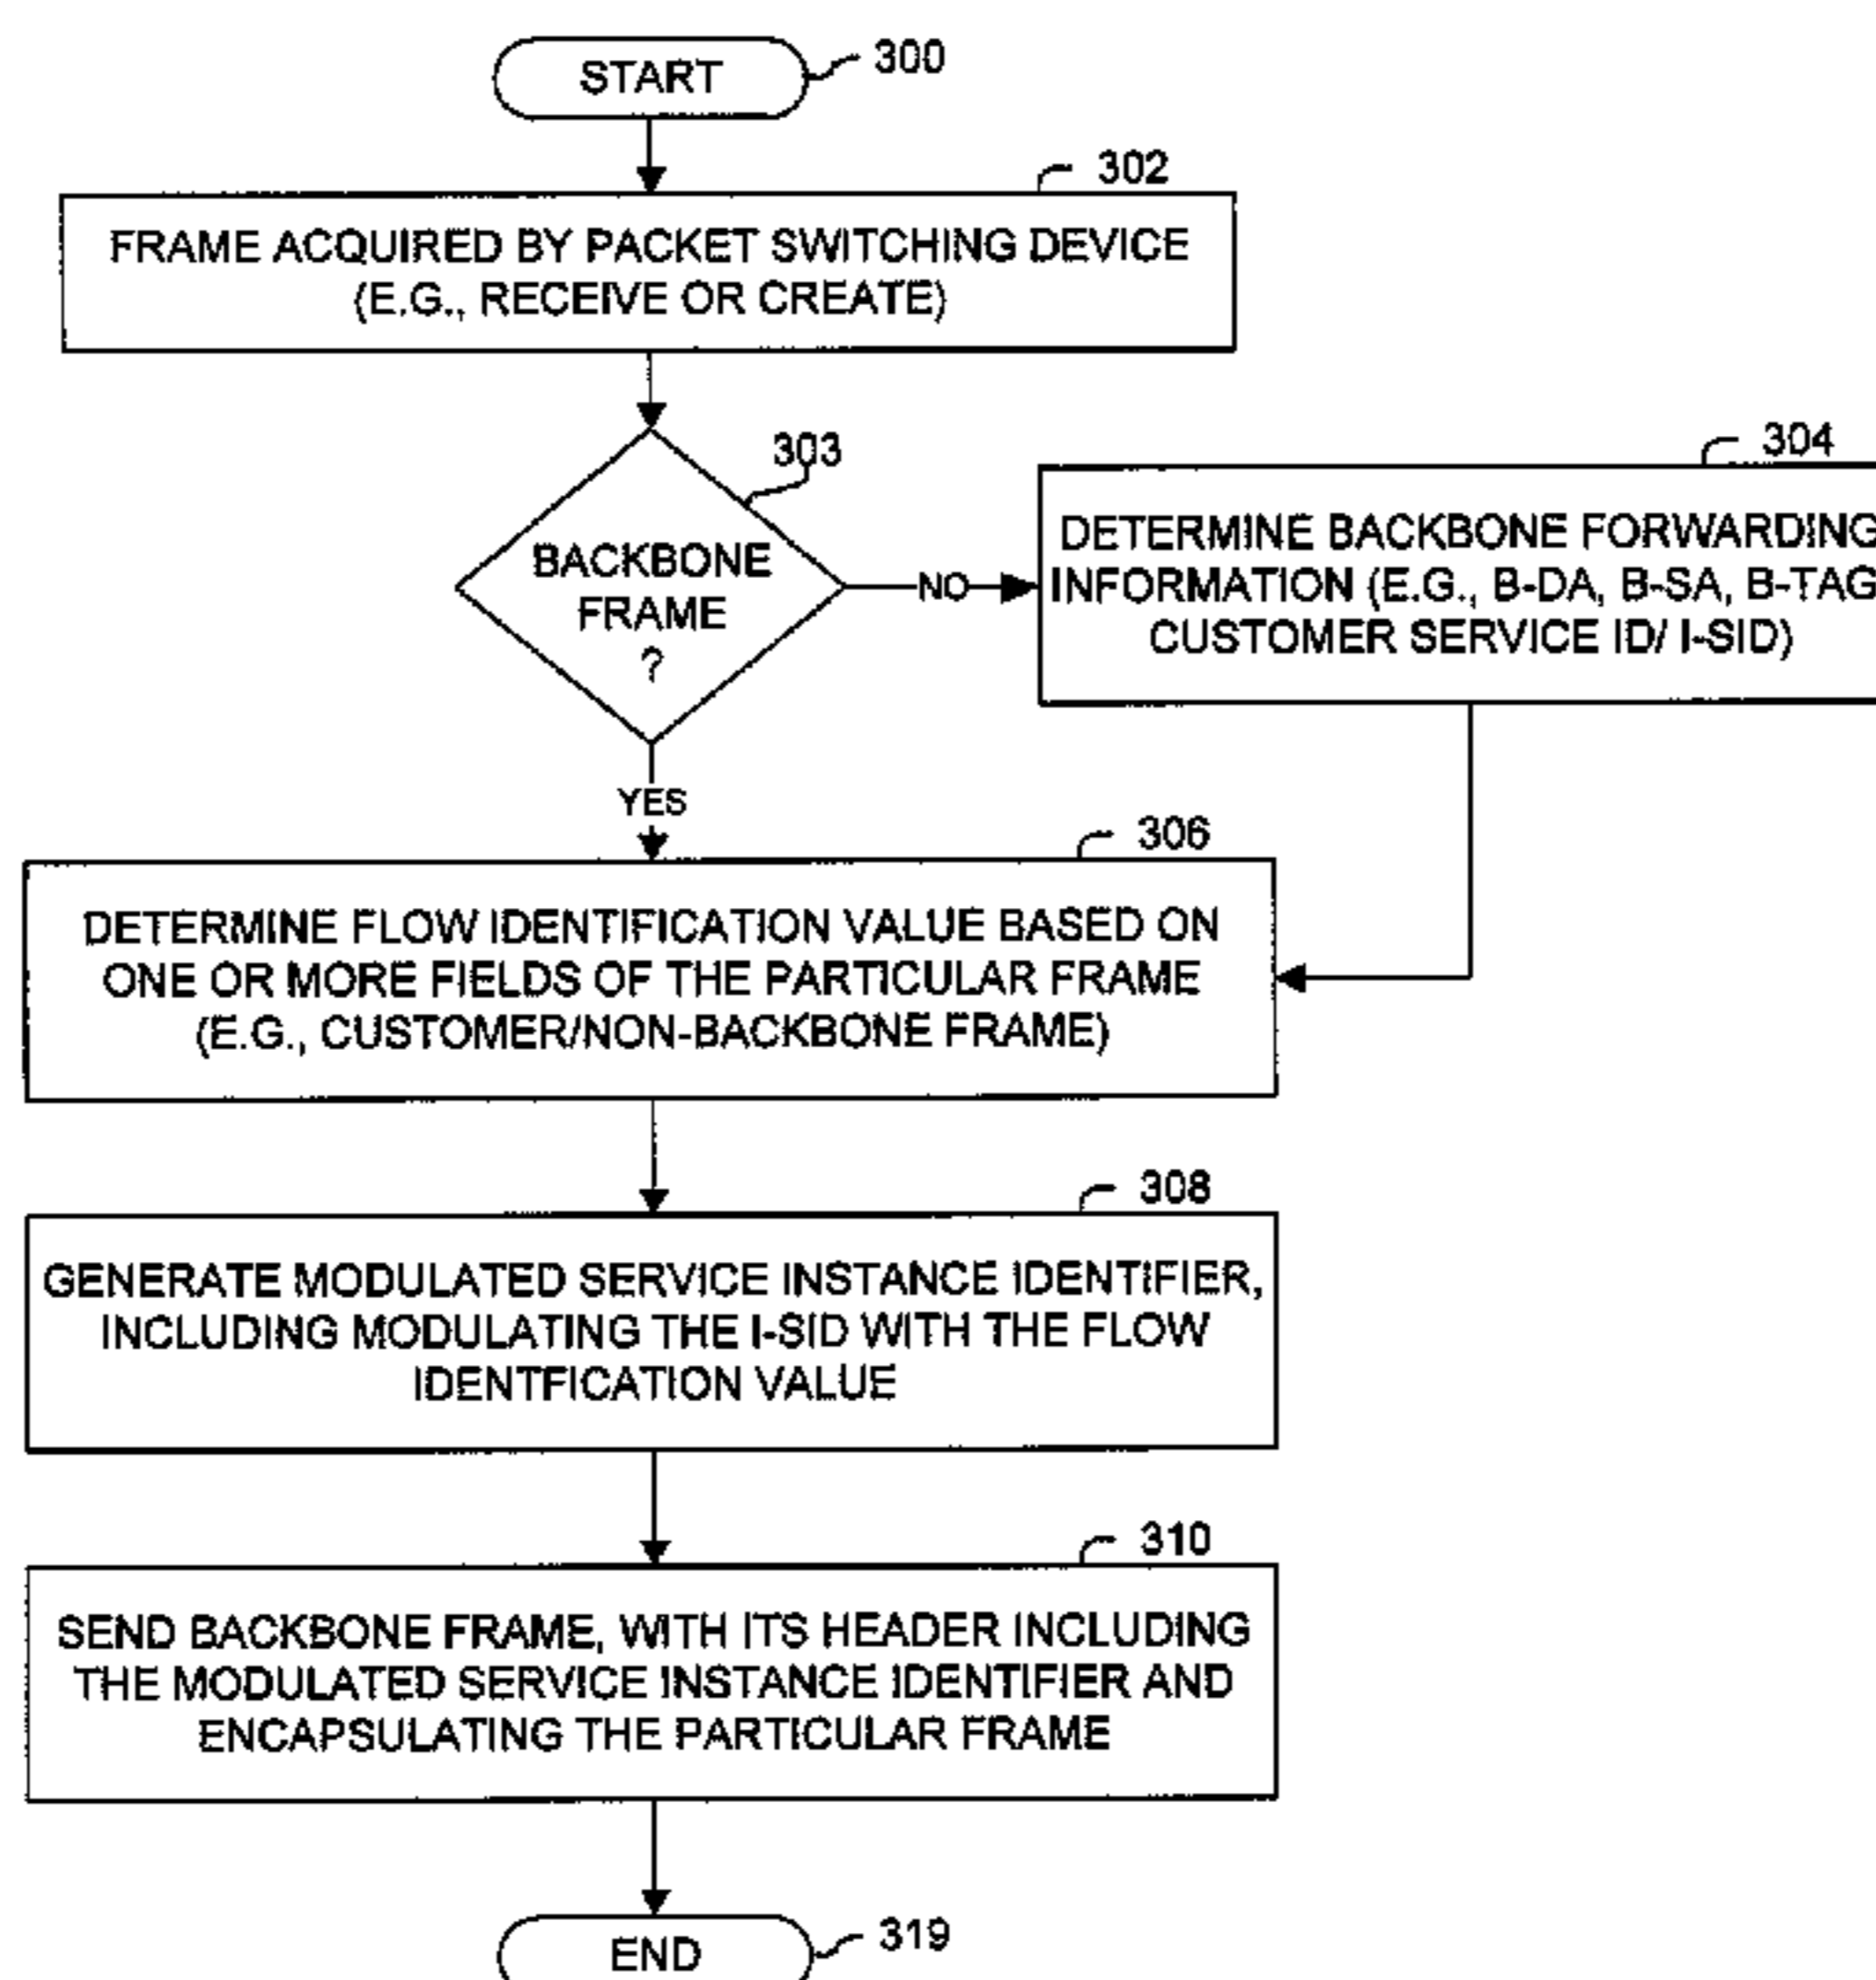 START
300
302
FRAME ACQUIRED BY PACKET SWITCHING DEVICE
(E.G., RECEIVE OR CREATE)
303
BACKBONE
FRAME
?
NO
304
DETERMINE BACKBONE FORWARDING
INFORMATION (E.G., B-DA, B-SA, B-TAG
CUSTOMER SERVICE ID/ I-SID)
YES
306
DETERMINE FLOW IDENTIFICATION VALUE BASED ON
ONE OR MORE FIELDS OF THE PARTICULAR FRAME
(E.G., CUSTOMER/NON-BACKBONE FRAME)
308
GENERATE MODULATED SERVICE INSTANCE IDENTIFIER,
INCLUDING MODULATING THE I-SID WITH THE FLOW
IDENTFICATION VALUE
310
SEND BACKBONE FRAME, WITH ITS HEADER INCLUDING
THE MODULATED SERVICE INSTANCE IDENTIFIER AND
ENCAPSULATING THE PARTICULAR FRAME
END
319